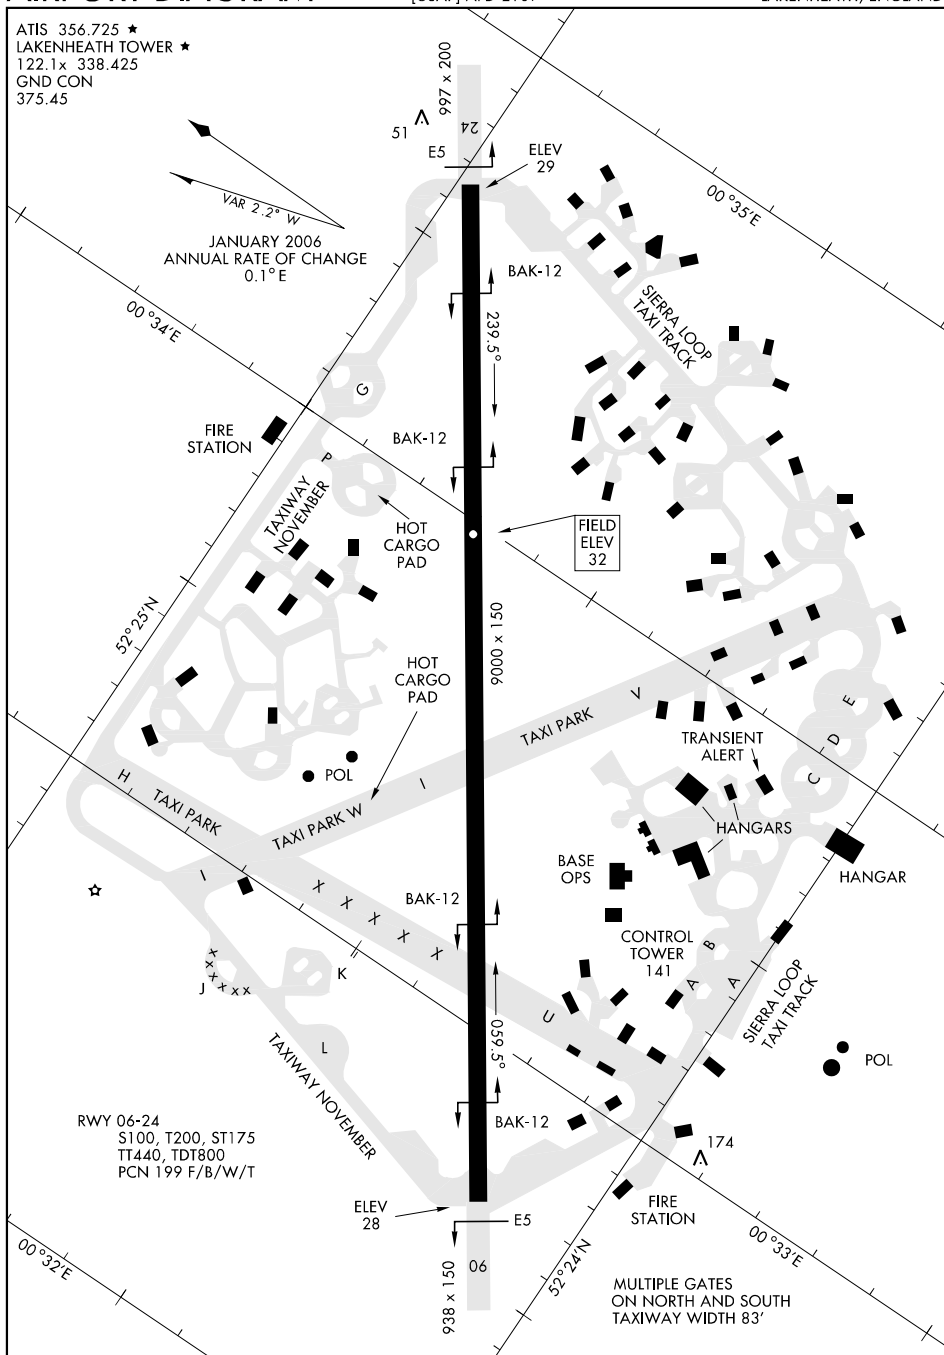 ATIS 356.725 ★
LAKENHEATH TOWER ★
122.1x 338.425
GND CON
375.45
997 x 200
51
24
E5
ELEV
29
00°35'E
VAR 2.2° W
JANUARY 2006
ANNUAL RATE OF CHANGE
0.1°E
BAK-12
SIERRA LOOP
TAXI TRACK
00°34'E
239.5°
G
FIRE
STATION
BAK-12
P
TAXIWAY
NOVEMBER
HOT
CARGO
PAD
FIELD
ELEV
32
52°25'N
9000 x 150
HOT
CARGO
PAD
V
TAXI PARK
TRANSIENT
ALERT
E
D
C
POL
H
TAXI PARK
I
TAXI PARK W
HANGARS
BASE
OPS
HANGAR
I
X
X
X
X
X
BAK-12
CONTROL
TOWER
141
B
A
A
K
J
x x x x x x x
U
SIERRA LOOP
TAXI TRACK
059.5°
L
TAXIWAY NOVEMBER
POL
RWY 06-24
S100, T200, ST175
TT440, TDT800
PCN 199 F/B/W/T
BAK-12
174
ELEV
28
E5
FIRE
STATION
00°32'E
938 x 150
06
52°24'N
00°33'E
MULTIPLE GATES
ON NORTH AND SOUTH
TAXIWAY WIDTH 83'